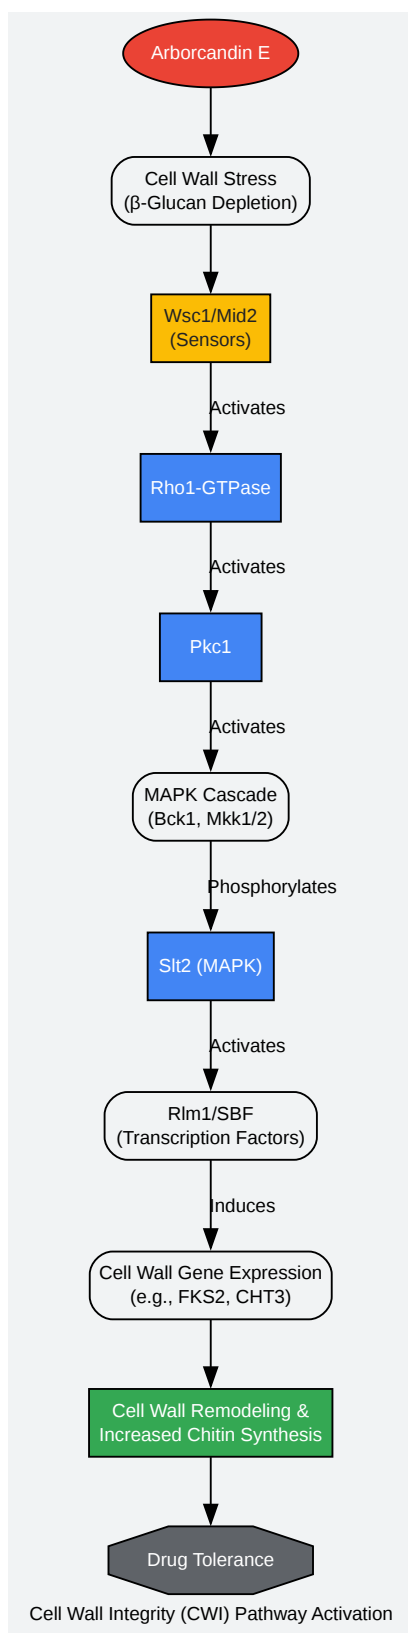 Arborcandin E
Cell Wall Stress
(β-Glucan Depletion)
Wsc1/Mid2
(Sensors)
Activates
Rho1-GTPase
Activates
Pkc1
Activates
MAPK Cascade
(Bck1, Mkk1/2)
Phosphorylates
Slt2 (MAPK)
Activates
Rlm1/SBF
(Transcription Factors)
Induces
Cell Wall Gene Expression
(e.g., FKS2, CHT3)
Cell Wall Remodeling &
Increased Chitin Synthesis
Drug Tolerance
Cell Wall Integrity (CWI) Pathway Activation